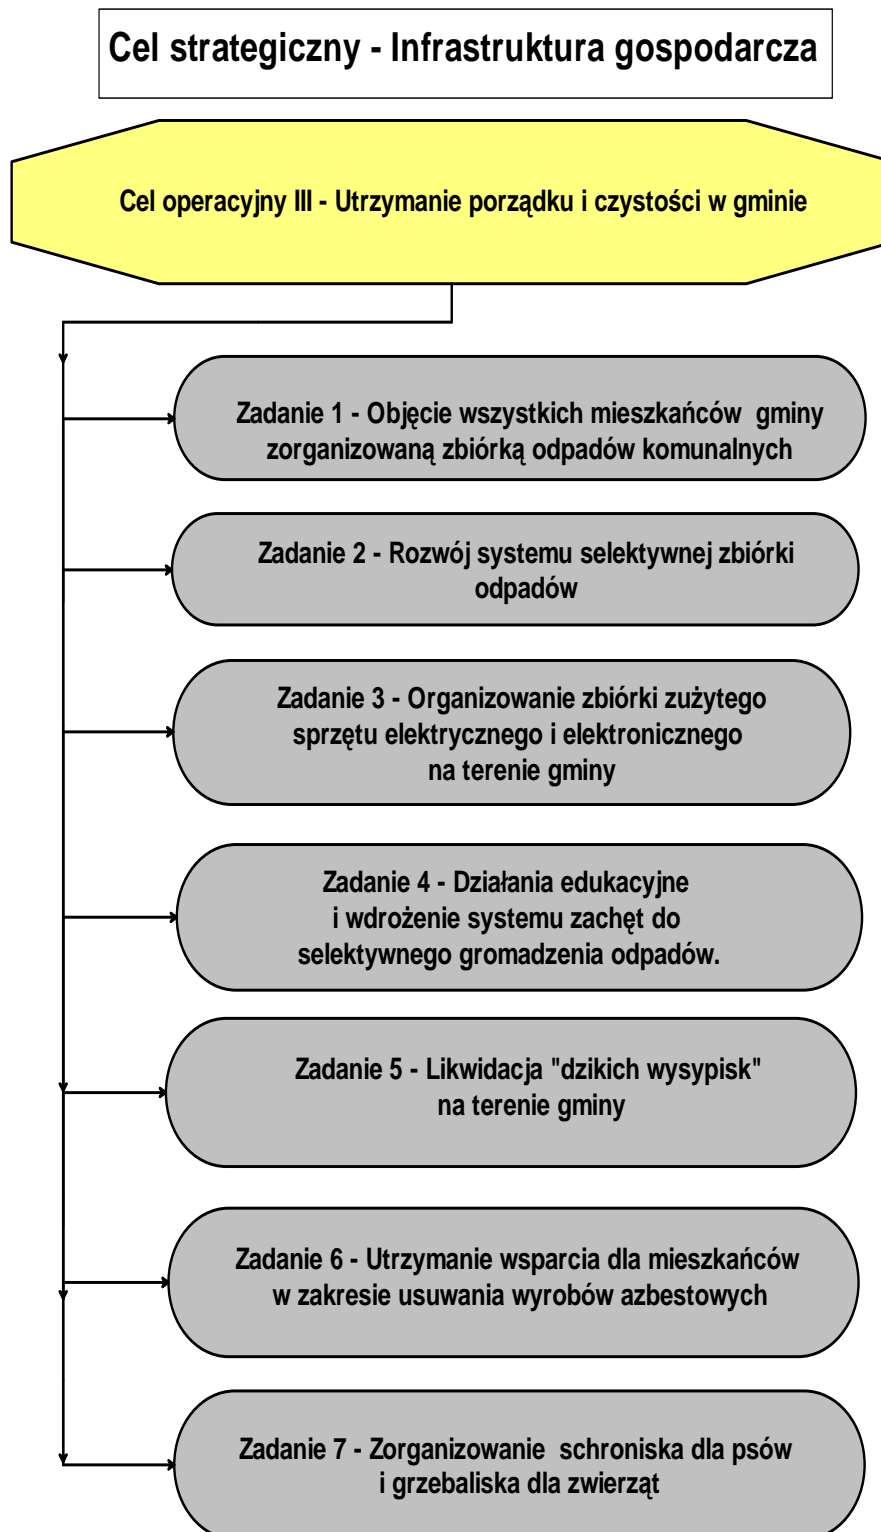 Cel strategiczny - Infrastruktura gospodarcza
Cel operacyjny III - Utrzymanie porządku i czystości w gminie
Zadanie 1 - Objęcie wszystkich mieszkańców gminy
zorganizowaną zbiórką odpadów komunalnych
Zadanie 2 - Rozwój systemu selektywnej zbiórki
odpadów
Zadanie 3 - Organizowanie zbiórki zużytego
sprzętu elektrycznego i elektronicznego
na terenie gminy
Zadanie 4 - Działania edukacyjne
i wdrożenie systemu zachęt do
selektywnego gromadzenia odpadów.
Zadanie 5 - Likwidacja "dzikich wysypisk"
na terenie gminy
Zadanie 6 - Utrzymanie wsparcia dla mieszkańców
w zakresie usuwania wyrobów azbestowych
Zadanie 7 - Zorganizowanie schroniska dla psów
i grzebaliska dla zwierząt